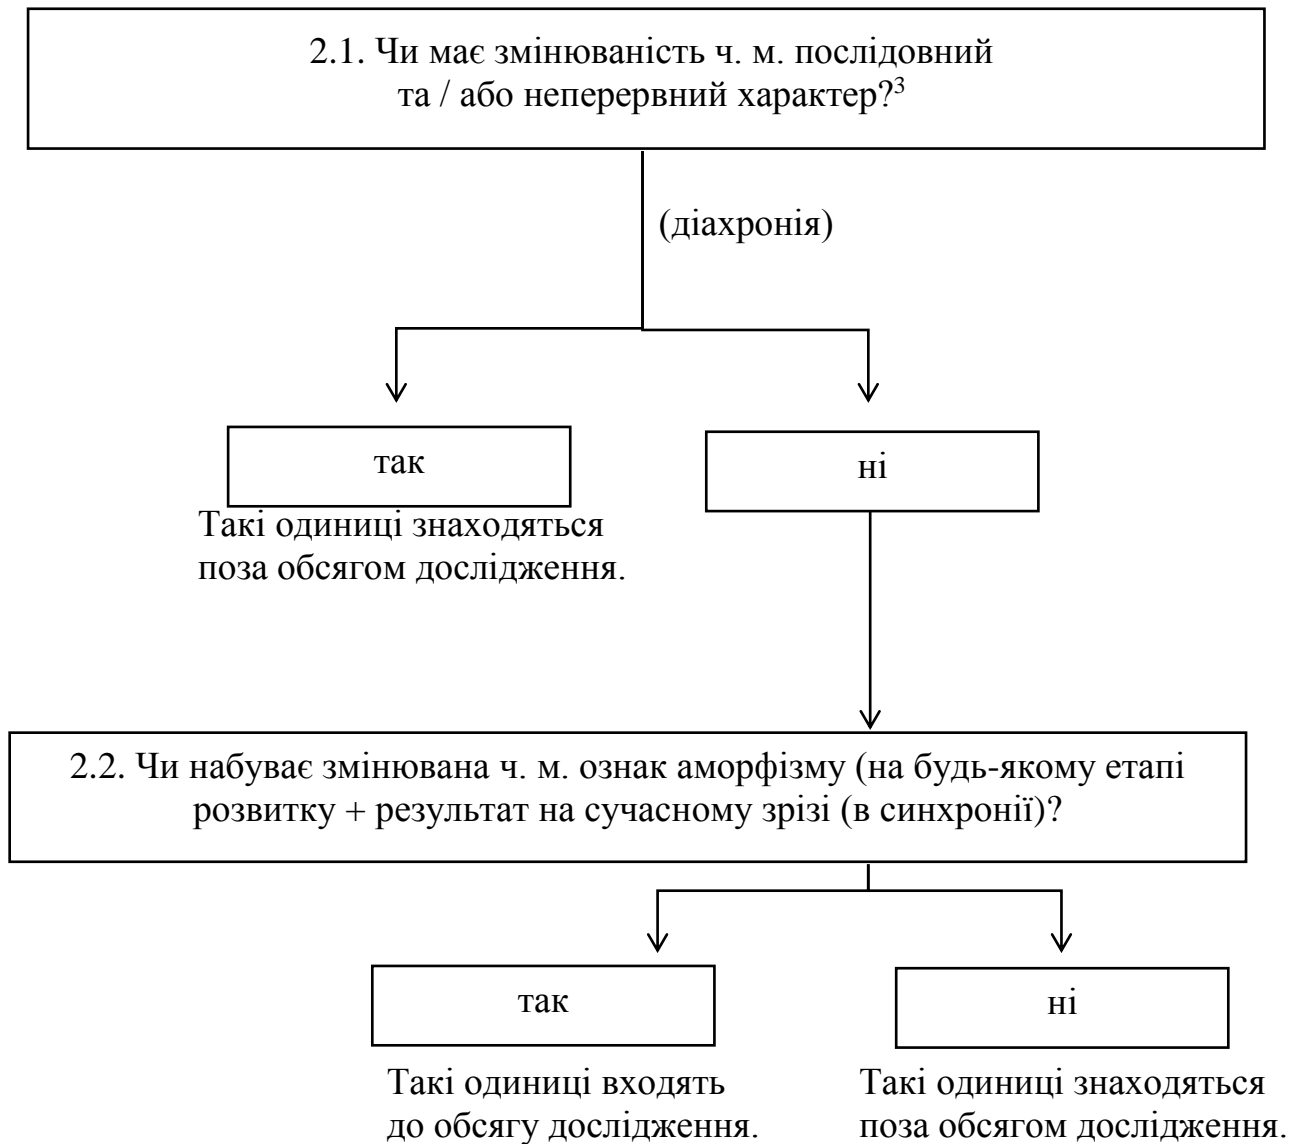 2.1. Чи має змінюваність ч. м. послідовний
та / або неперервний характер?³
(діахронія)
так
ні
Такі одиниці знаходяться
поза обсягом дослідження.
2.2. Чи набуває змінювана ч. м. ознак аморфізму (на будь-якому етапі
розвитку + результат на сучасному зрізі (в синхронії)?
так
ні
Такі одиниці входять
до обсягу дослідження.
Такі одиниці знаходяться
поза обсягом дослідження.